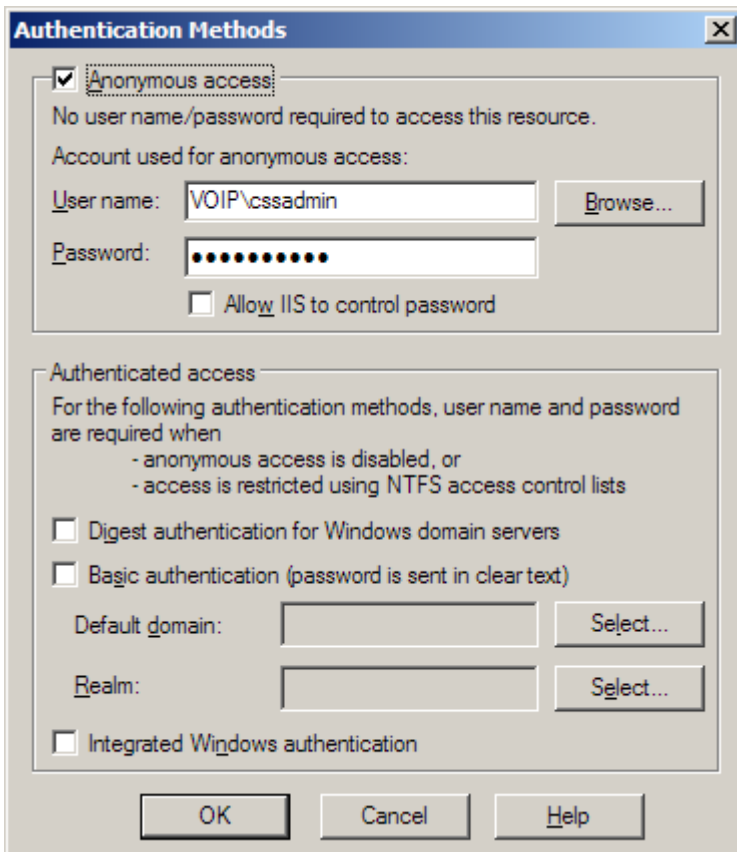 Authentication Methods
Anonymous access
No user name/password required to access this resource.
Account used for anonymous access:
User name: VOIP\cssadmin Browse...
Password: ●●●●●●●●●●
Allow IIS to control password
Authenticated access
For the following authentication methods, user name and password
are required when
- anonymous access is disabled, or
- access is restricted using NTFS access control lists
Digest authentication for Windows domain servers
Basic authentication (password is sent in clear text)
Default domain: Select...
Realm: Select...
Integrated Windows authentication
OK Cancel Help